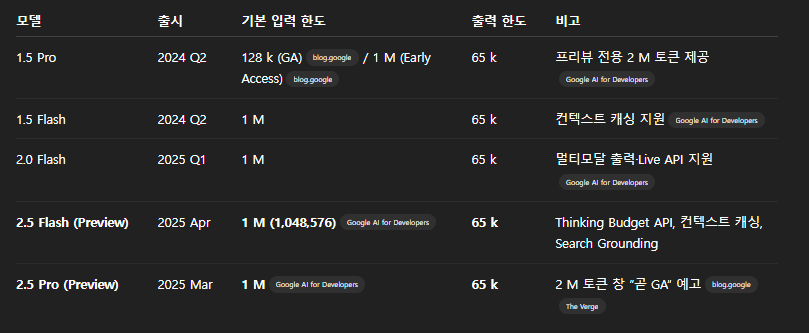 모델 출시 기본 입력 한도 출력 한도 비고
1.5 Pro 2024 Q2 128 k (GA) blog.google / 1 M (Early Access) blog.google 65 k 프리뷰 전용 2 M 토큰 제공 Google AI for Developers
1.5 Flash 2024 Q2 1 M 65 k 컨텍스트 캐싱 지원 Google AI for Developers
2.0 Flash 2025 Q1 1 M 65 k 멀티모달 출력·Live API 지원 Google AI for Developers
2.5 Flash (Preview) 2025 Apr 1 M (1,048,576) Google AI for Developers 65 k Thinking Budget API, 컨텍스트 캐싱, Search Grounding
2.5 Pro (Preview) 2025 Mar 1 M Google AI for Developers 65 k 2 M 토큰 창 “곧 GA” 예고 blog.google The Verge